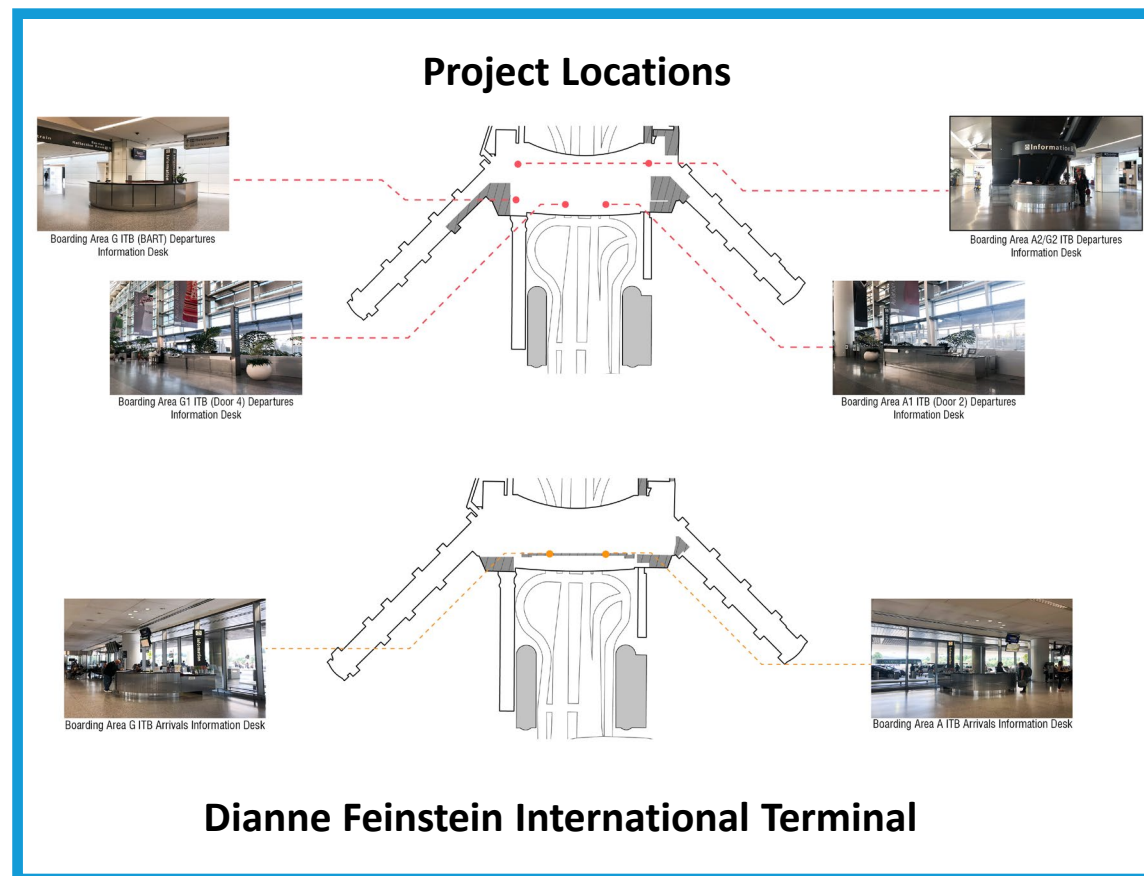 Project Locations
Boarding Area G ITB (BART) Departures
Information Desk
Information
Boarding Area A2/G2 ITB Departures
Information Desk
Boarding Area G1 ITB (Door 4) Departures
Information Desk
Boarding Area A1 ITB (Door 2) Departures
Information Desk
Boarding Area G ITB Arrivals Information Desk
Boarding Area A ITB Arrivals Information Desk
Dianne Feinstein International Terminal